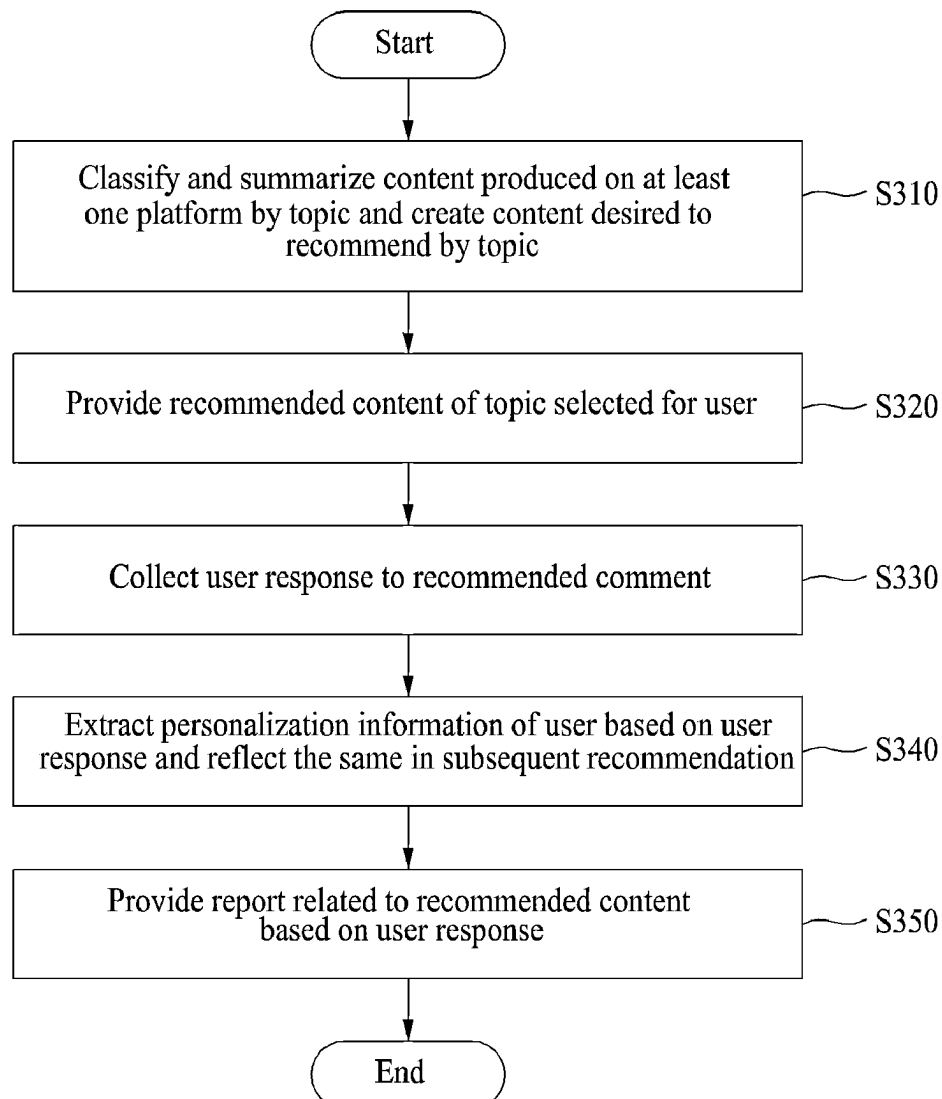 Start
Classify and summarize content produced on at least
one platform by topic and create content desired to
recommend by topic
S310
Provide recommended content of topic selected for user
S320
Collect user response to recommended comment
S330
Extract personalization information of user based on user
response and reflect the same in subsequent recommendation
S340
Provide report related to recommended content
based on user response
S350
End